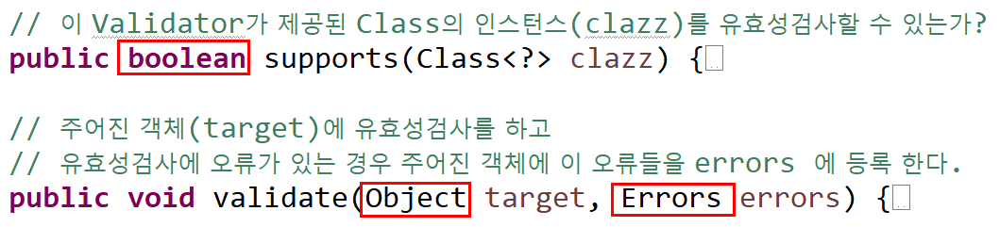 // 이 Validator가 제공된 Class의 인스턴스(clazz)를 유효성검사할 수 있는가?
public boolean supports(Class<?> clazz) {..
// 주어진 객체(target)에 유효성검사를 하고
// 유효성검사에 오류가 있는 경우 주어진 객체에 이 오류들을 errors 에 등록 한다.
public void validate(Object target, Errors errors) {..